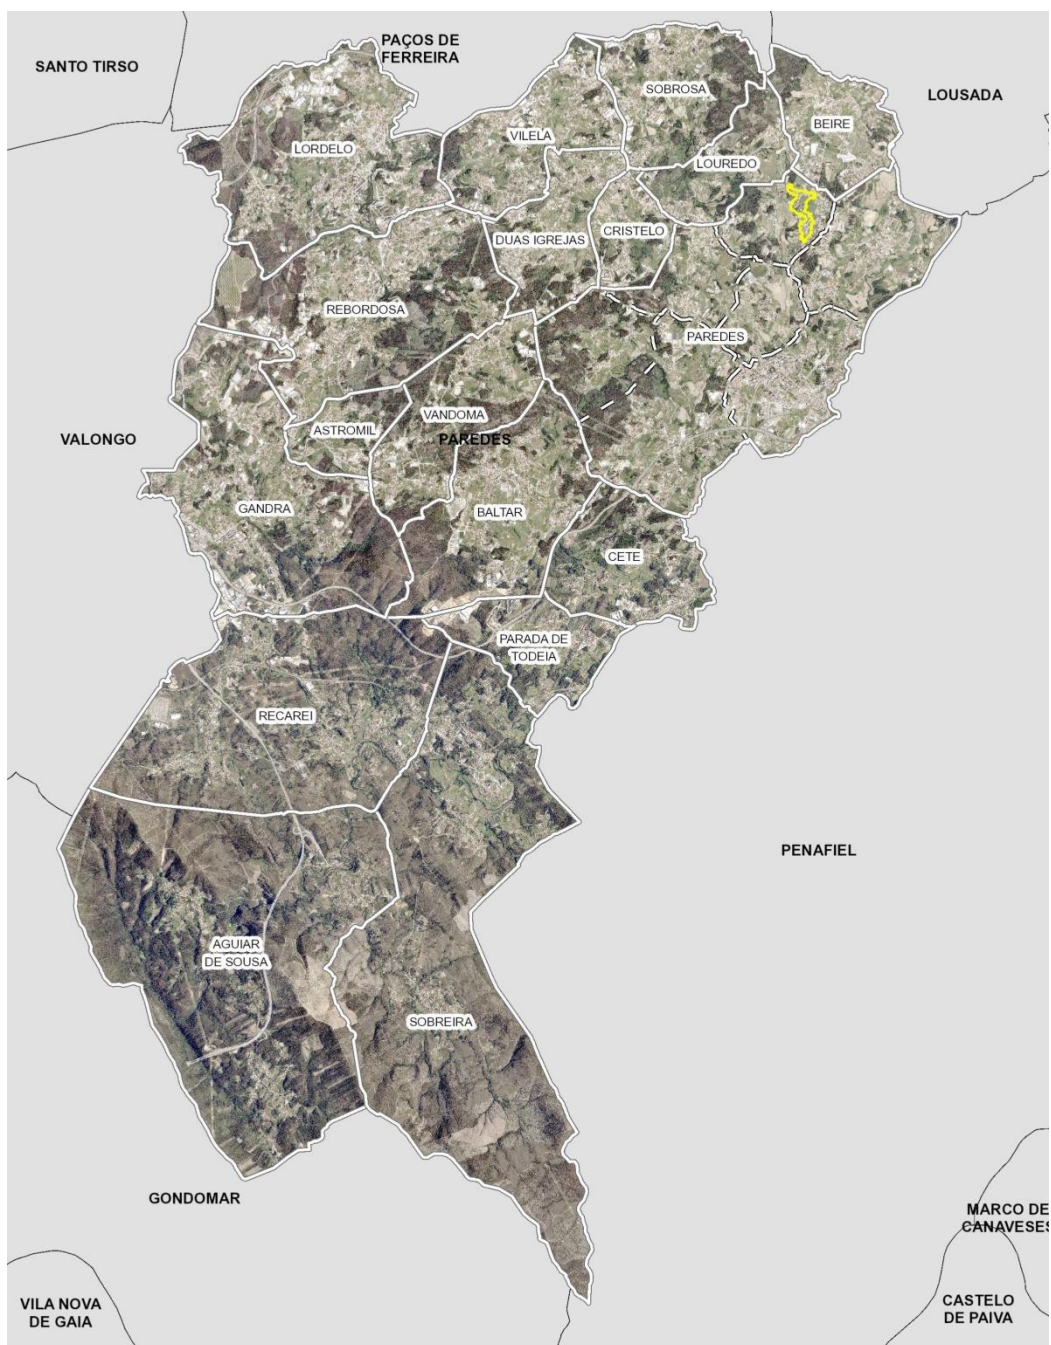 PAÇOS DE
FERREIRA
SANTO TIRSO
LOUSADA
SOBROSA
BEIRE
VILELA
LORDELO
LOUREDO
CRISTELO
DUAS IGREJAS
REBORDOSA
PAREDES
VANDOMA
ASTROMIL
PAREDES
VALONGO
GANDRA
BALTAR
CETE
PARADA DE
TODEIA
RECAREI
PENAFIEL
AGUIAR
DE SOUSA
SOBREIRA
GONDOMAR
MARCO DE
CANAVESES
VILA NOVA
DE GAIA
CASTELO
DE PAIVA